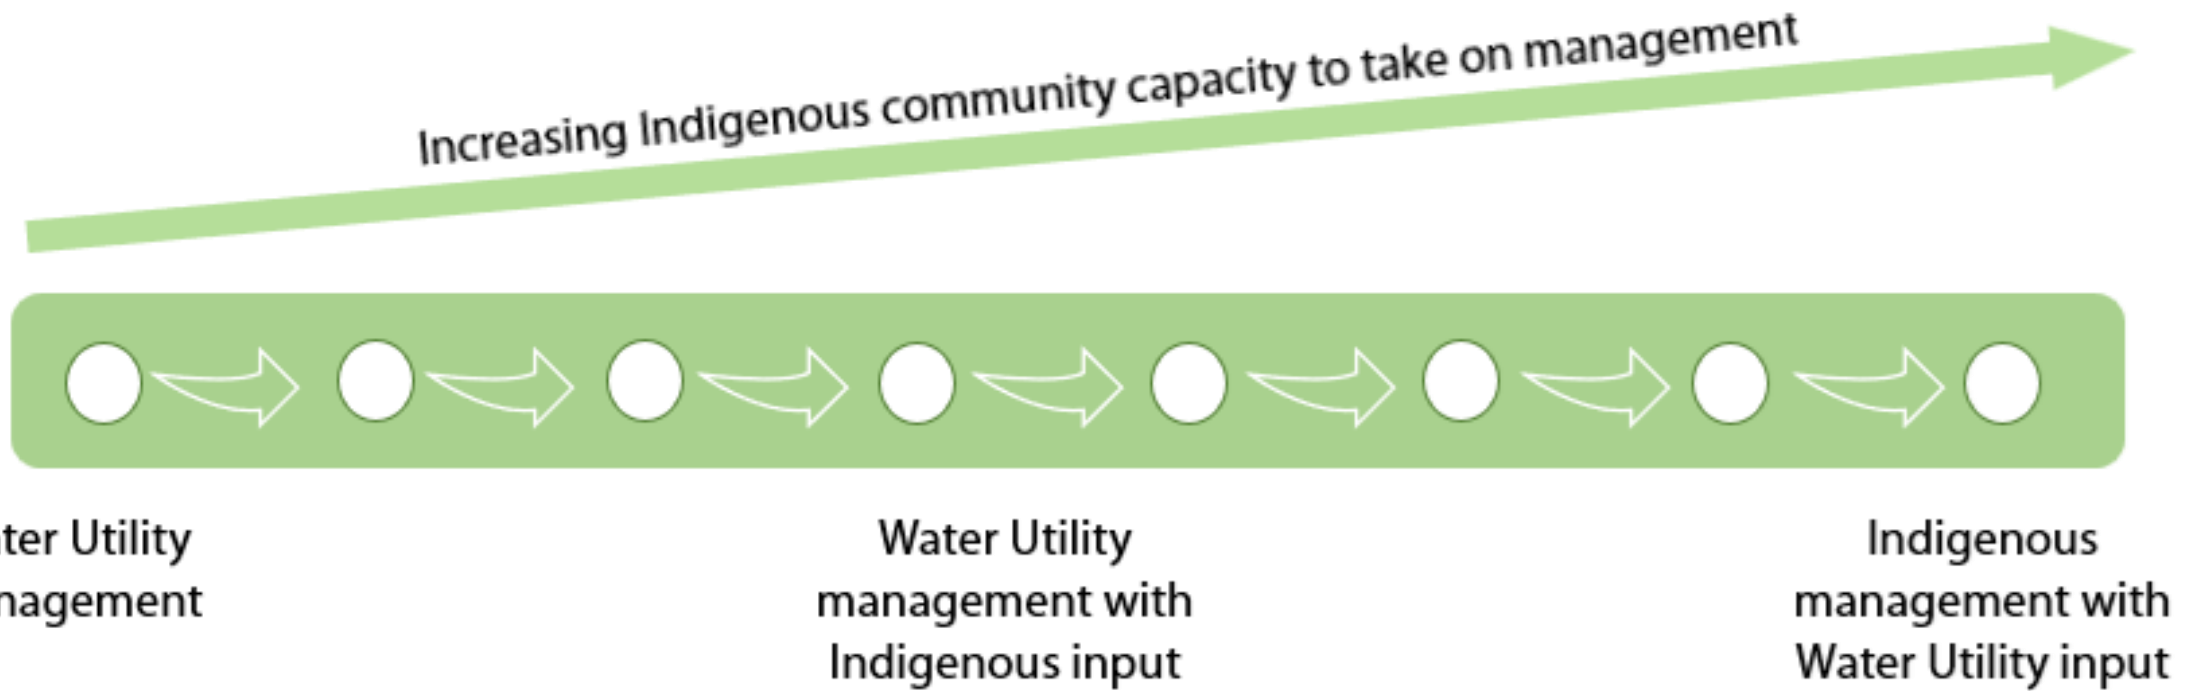 Increasing Indigenous community capacity to take on management
ter Utility
nagement
Water Utility
management with
Indigenous input
Indigenous
management with
Water Utility input